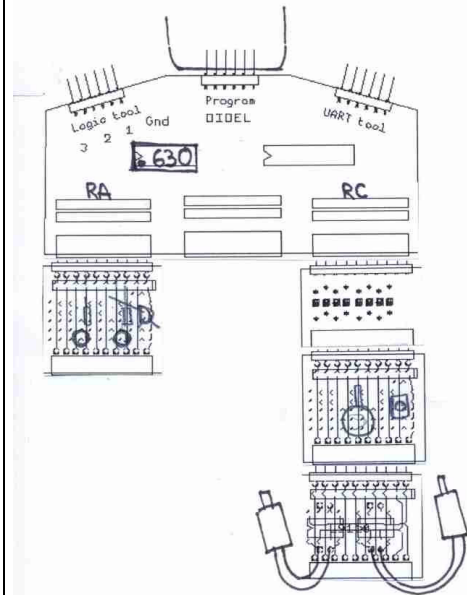 Program
DIDEL
Logic tool
3 2 1 Gnd
UART tool
630
RA
RC